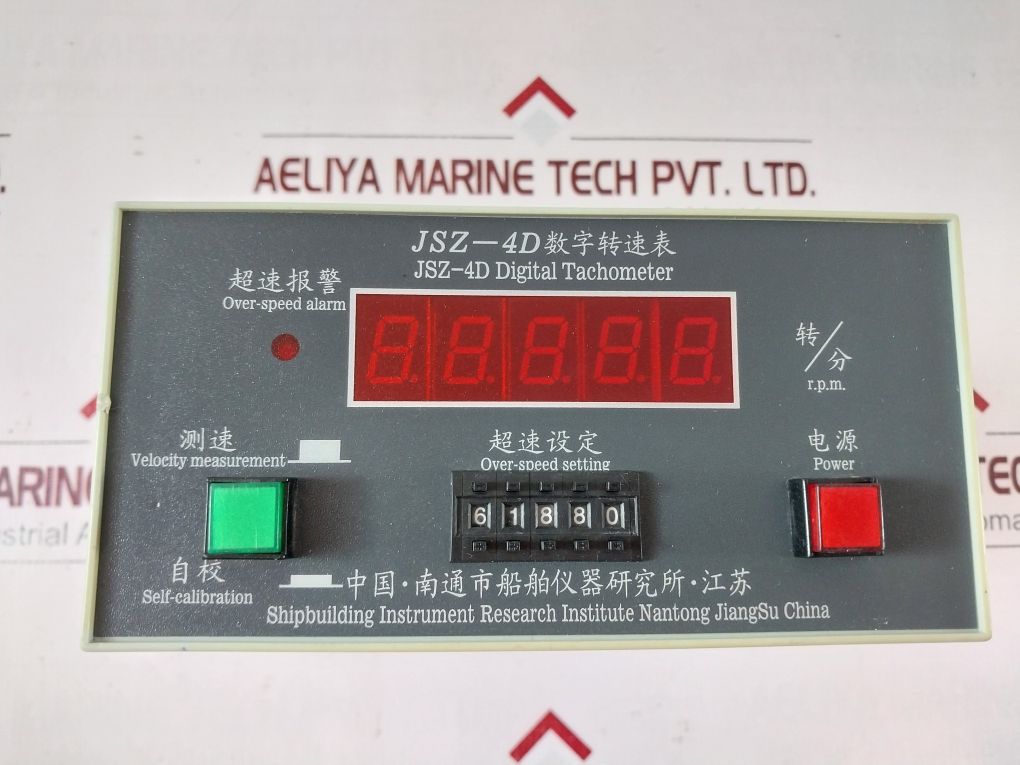 AELIYA MARINE TECH PVT. LTD.
JSZ-4D数字转速表
JSZ-4D Digital Tachometer
超速报警
Over-speed alarm
转/分
r.p.m.
测速
Velocity measurement
超速设定
Over-speed setting
电源
Power
61880
自校
Self-calibration
中国·南通市船舶仪器研究所·江苏
Shipbuilding Instrument Research Institute Nantong JiangSu China